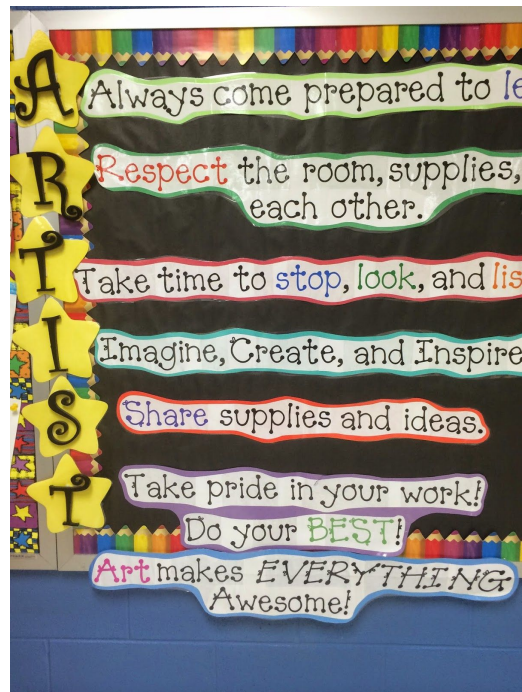 A Always come prepared to
R Respect the room, supplies,
each other.
T Take time to stop, look, and
I Imagine, Create, and Inspire
S Share supplies and ideas.
T Take pride in your work!
Do your BEST!
Art makes EVERYTHING
Awesome!